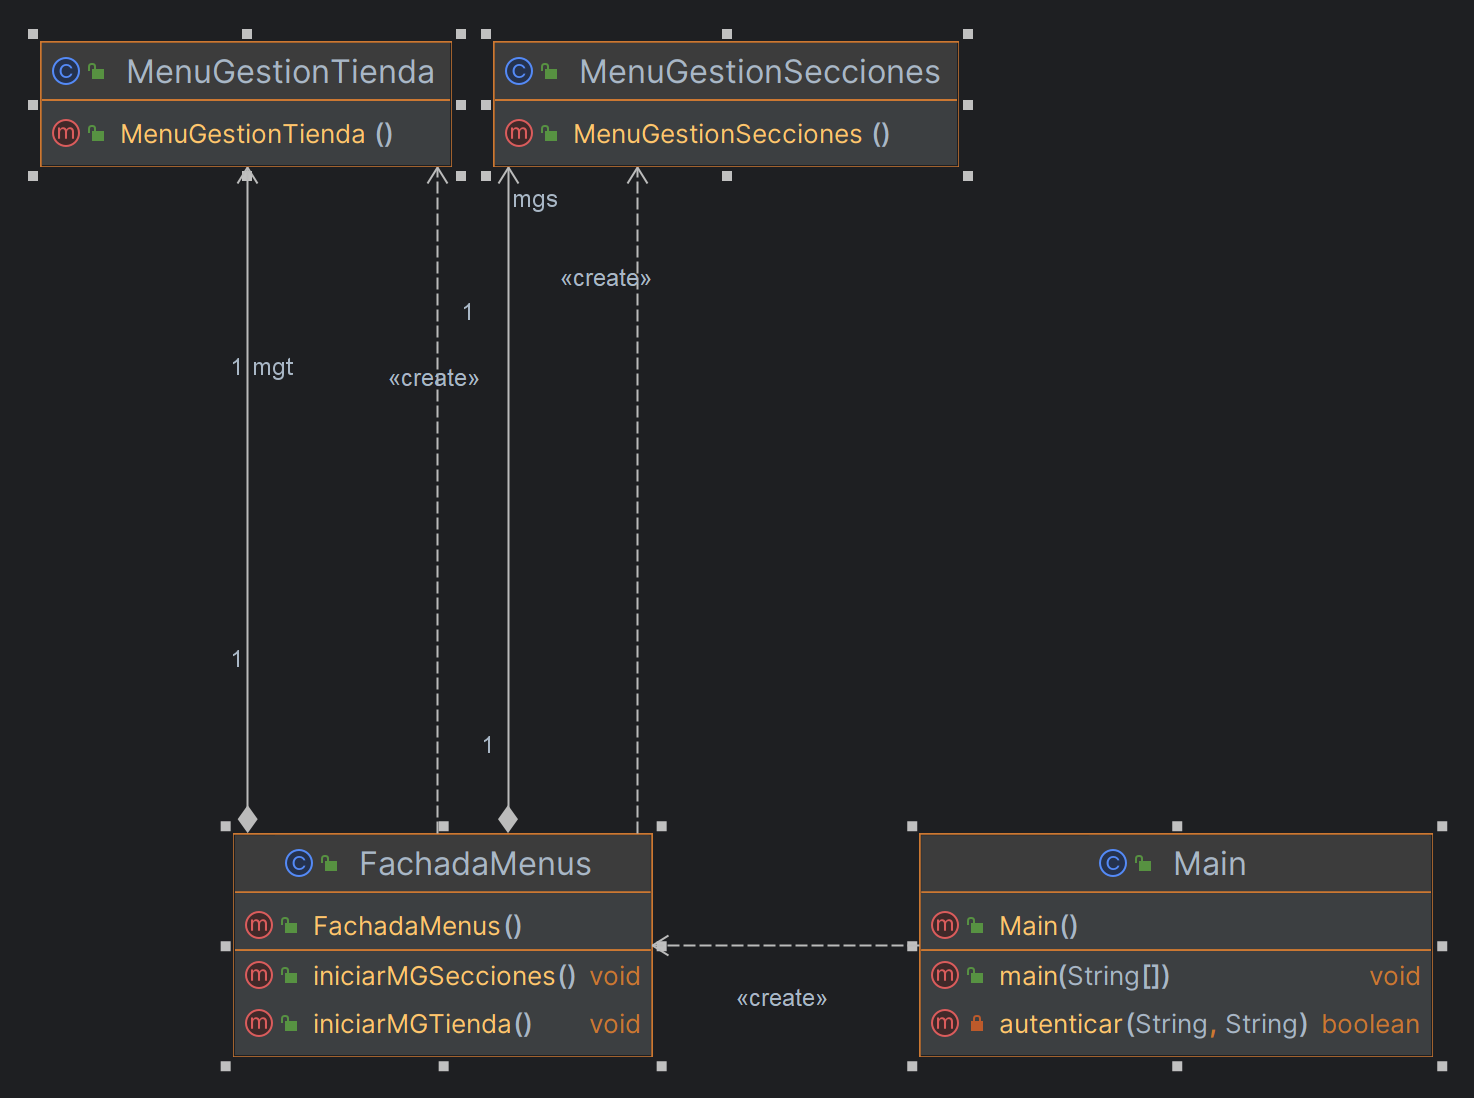 MenuGestionTienda
MenuGestionTienda ()
MenuGestionSecciones
MenuGestionSecciones ()
mgs
«create»
1
1 mgt
«create»
1
1
FachadaMenus
FachadaMenus()
iniciarMGSecciones() void
iniciarMGTienda() void
«create»
Main
Main()
main(String[]) void
autenticar(String, String) boolean